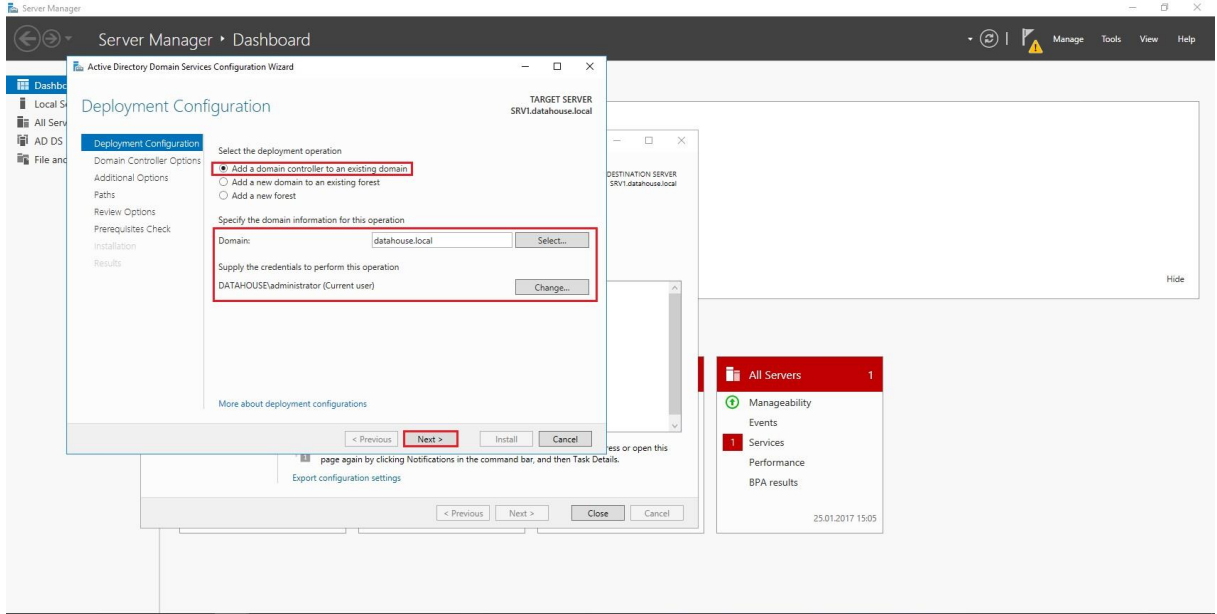 Server Manager
Server Manager ‣ Dashboard
Manage Tools View Help
Dashbo
Local S
All Serv
AD DS
File and
Active Directory Domain Services Configuration Wizard
Deployment Configuration
TARGET SERVER
SRV1.datahouse.local
Deployment Configuration
Domain Controller Options
Additional Options
Paths
Review Options
Prerequisites Check
Installation
Results
Select the deployment operation
Add a domain controller to an existing domain
Add a new domain to an existing forest
Add a new forest
Specify the domain information for this operation
Domain: datahouse.local Select...
Supply the credentials to perform this operation
DATAHOUSE\administrator (Current user) Change...
More about deployment configurations
< Previous Next > Install Cancel
DESTINATION SERVER
SRV1.datahouse.local
ress or open this
page again by clicking Notifications in the command bar, and then Task Details.
Export configuration settings
< Previous Next > Close Cancel
Hide
All Servers 1
Manageability
Events
1 Services
Performance
BPA results
25.01.2017 15:05